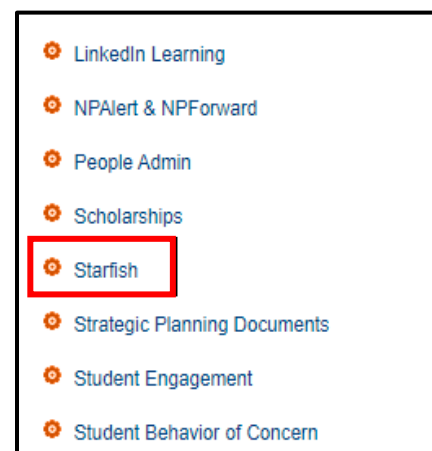 LinkedIn Learning
NPAlert & NPForward
People Admin
Scholarships
Starfish
Strategic Planning Documents
Student Engagement
Student Behavior of Concern